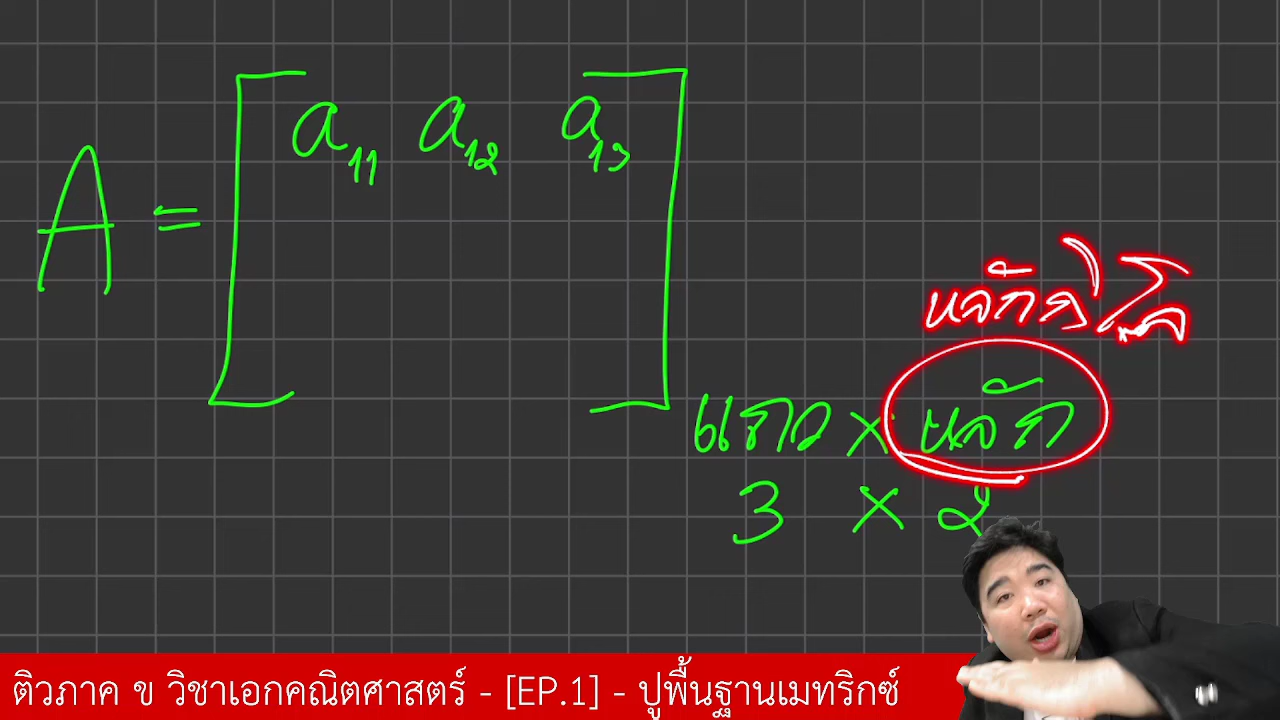 A = [ a₁₁ a₁₂ a₁₃ ]
หลักกิโล
แถว × หลัก
3 × 2
ติวภาค ข วิชาเอกคณิตศาสตร์ - [EP.1] - ปูพื้นฐานเมทริกซ์